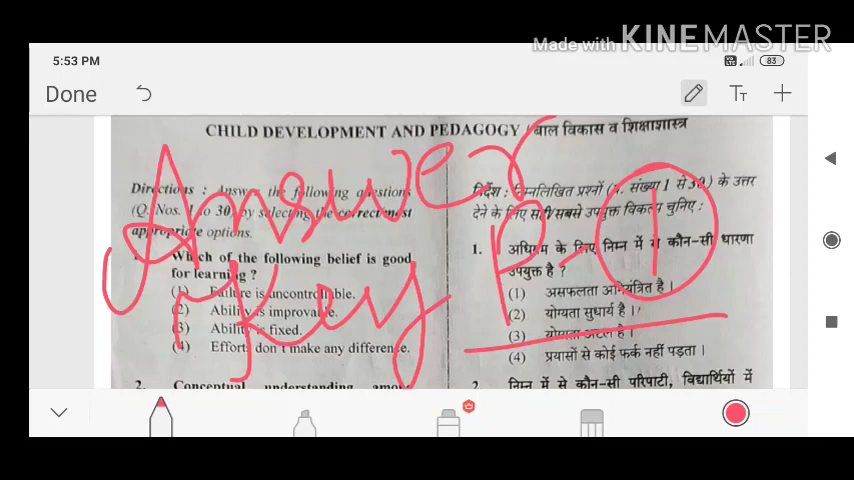 Made with KINEMASTER
5:53 PM
83
Done
CHILD DEVELOPMENT AND PEDAGOGY / बाल विकास व शिक्षाशास्त्र
Answer
Key P-1
Directions : Answer the following questions
(Q. Nos. 1 to 30) by selecting the correct/most
appropriate options.
Which of the following belief is good
for learning ?
(1) Failure is uncontrollable.
(2) Ability is improvable.
(3) Ability is fixed.
(4) Efforts don't make any difference.
2. Conceptual understanding among
निर्देश : निम्नलिखित प्रश्नों (प्र. संख्या 1 से 30) के उत्तर
देने के लिए सही/सबसे उपयुक्त विकल्प चुनिए :
1. अधिगम के लिए निम्न में से कौन-सी धारणा
उपयुक्त है ?
(1) असफलता अनियंत्रित है ।
(2) योग्यता सुधार्य है ।
(3) योग्यता अटल है ।
(4) प्रयासों से कोई फर्क नहीं पड़ता ।
2. निम्न में से कौन-सी परिपाटी, विद्यार्थियों में